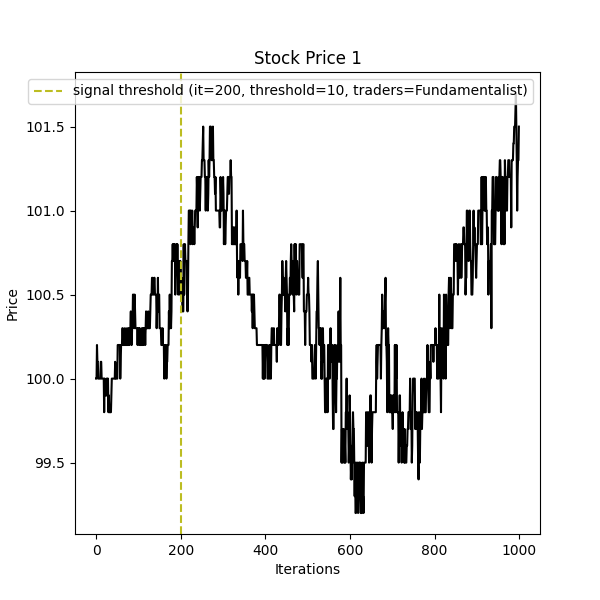 Stock Price 1
signal threshold (it=200, threshold=10, traders=Fundamentalist)
101.5
101.0
100.5
100.0
99.5
Price
0 200 400 600 800 1000
Iterations